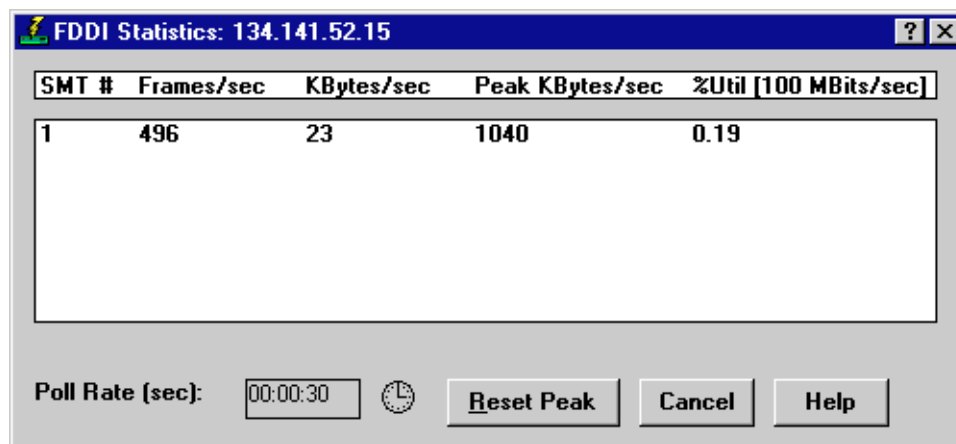 FDDI Statistics: 134.141.52.15
SMT # Frames/sec KBytes/sec Peak KBytes/sec %Util [100 MBits/sec]
1 496 23 1040 0.19
Poll Rate (sec): 00:00:30 Reset Peak Cancel Help